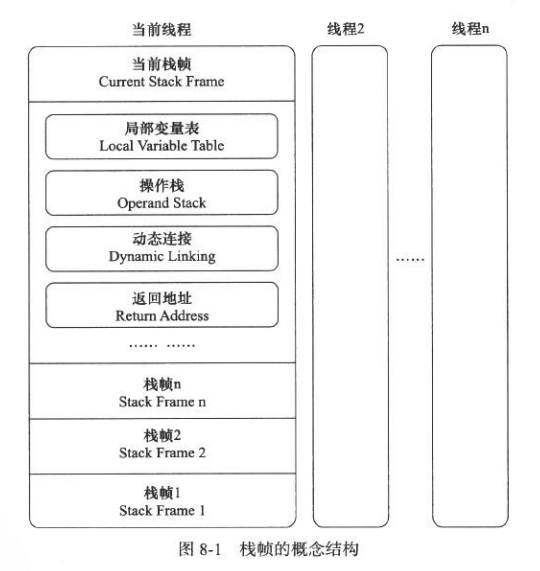 当前线程
线程2
线程n
当前栈帧
Current Stack Frame
局部变量表
Local Variable Table
操作栈
Operand Stack
动态连接
Dynamic Linking
返回地址
Return Address
…… ……
……
栈帧n
Stack Frame n
栈帧2
Stack Frame 2
栈帧1
Stack Frame 1
图 8-1 栈帧的概念结构